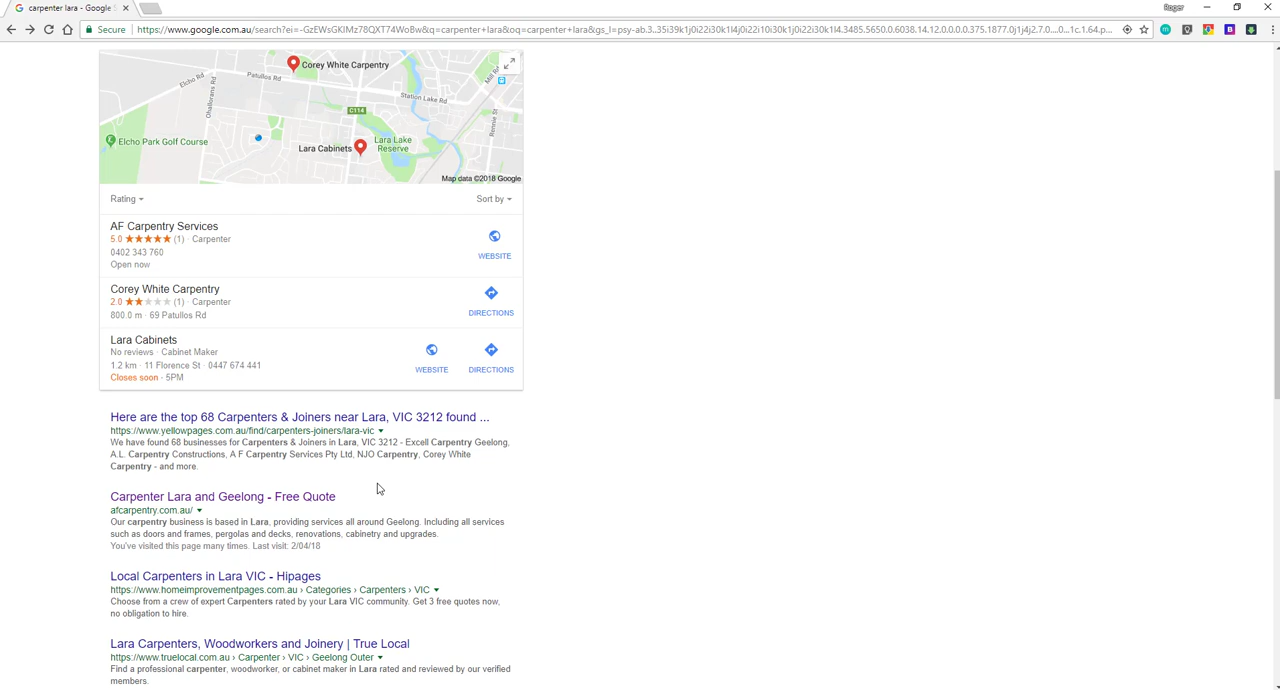 carpenter lara - Google
Roger
Secure
https://www.google.com.au/search?ei=-GzEWsGKIMz78QXT74WoBw&q=carpenter+lara&oq=carpenter+lara&gs_l=psy-ab.3..35i39k1j0i22i30k1l4j0i22i10i30k1j0i22i30k1l4.3485.5650.0.6038.14.12.0.0.0.0.375.1877.0j1j4j2.7.0....0...1c.1.64.p...
Corey White Carpentry
Patullos Rd
Elcho Rd
Ohallorans Rd
Station Lake Rd
Mill Rd
Rennie St
C114
Elcho Park Golf Course
Lara Cabinets
Lara Lake
Reserve
Map data ©2018 Google
Rating
Sort by
AF Carpentry Services
5.0 ★★★★★ (1) · Carpenter
0402 343 760
Open now
WEBSITE
Corey White Carpentry
2.0 ★★★★★ (1) · Carpenter
800.0 m · 69 Patullos Rd
DIRECTIONS
Lara Cabinets
No reviews · Cabinet Maker
1.2 km · 11 Florence St · 0447 674 441
Closes soon · 5PM
WEBSITE
DIRECTIONS
Here are the top 68 Carpenters & Joiners near Lara, VIC 3212 found ...
https://www.yellowpages.com.au/find/carpenters-joiners/lara-vic
We have found 68 businesses for Carpenters & Joiners in Lara, VIC 3212 - Excell Carpentry Geelong,
A.L. Carpentry Constructions, A F Carpentry Services Pty Ltd, NJO Carpentry, Corey White
Carpentry - and more.
Carpenter Lara and Geelong - Free Quote
afcarpentry.com.au/
Our carpentry business is based in Lara, providing services all around Geelong. Including all services
such as doors and frames, pergolas and decks, renovations, cabinetry and upgrades.
You've visited this page many times. Last visit: 2/04/18
Local Carpenters in Lara VIC - Hipages
https://www.homeimprovementpages.com.au › Categories › Carpenters › VIC
Choose from a crew of expert Carpenters rated by your Lara VIC community. Get 3 free quotes now,
no obligation to hire.
Lara Carpenters, Woodworkers and Joinery | True Local
https://www.truelocal.com.au › Carpenter › VIC › Geelong Outer
Find a professional carpenter, woodworker, or cabinet maker in Lara rated and reviewed by our verified
members.